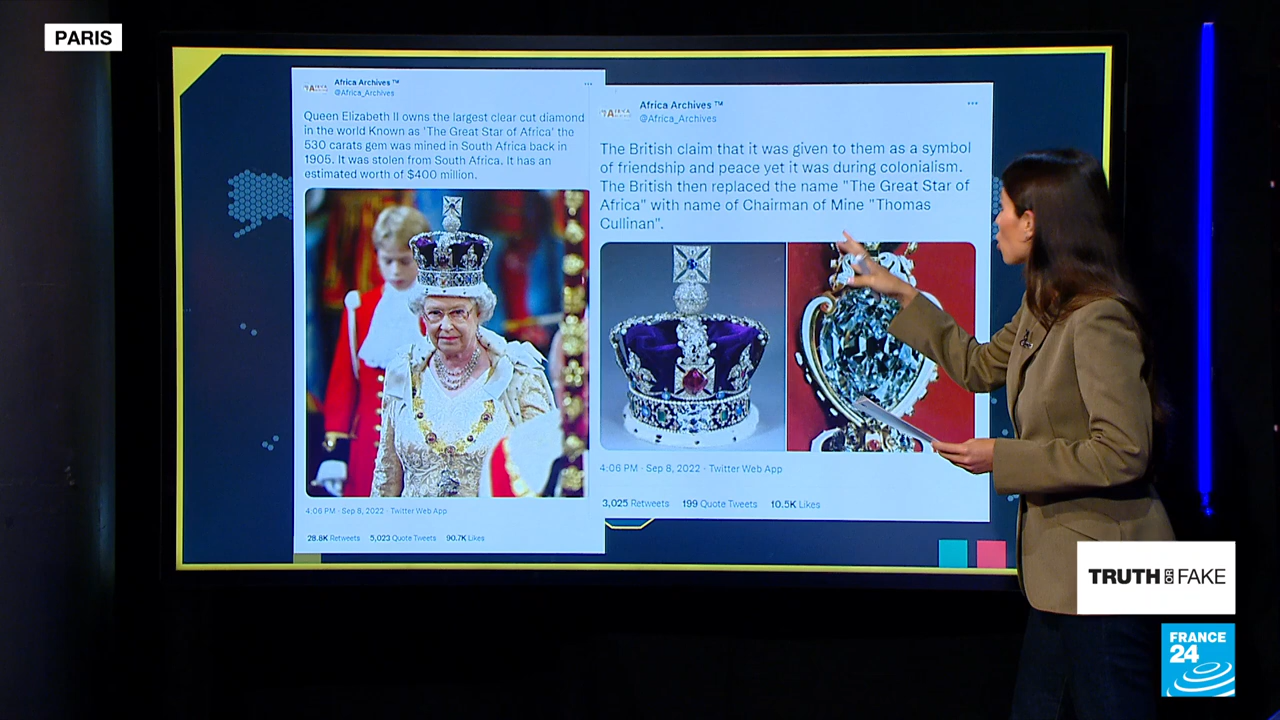 PARIS
Africa Archives ™
@Africa_Archives
Queen Elizabeth II owns the largest clear cut diamond
in the world Known as 'The Great Star of Africa' the
530 carats gem was mined in South Africa back in
1905. It was stolen from South Africa. It has an
estimated worth of $400 million.
4:06 PM · Sep 8, 2022 · Twitter Web App
28.8K Retweets 5,023 Quote Tweets 90.7K Likes
Africa Archives ™
@Africa_Archives
The British claim that it was given to them as a symbol
of friendship and peace yet it was during colonialism.
The British then replaced the name "The Great Star of
Africa" with name of Chairman of Mine "Thomas
Cullinan".
4:06 PM · Sep 8, 2022 · Twitter Web App
3,025 Retweets 199 Quote Tweets 10.5K Likes
TRUTH OR FAKE
FRANCE
24